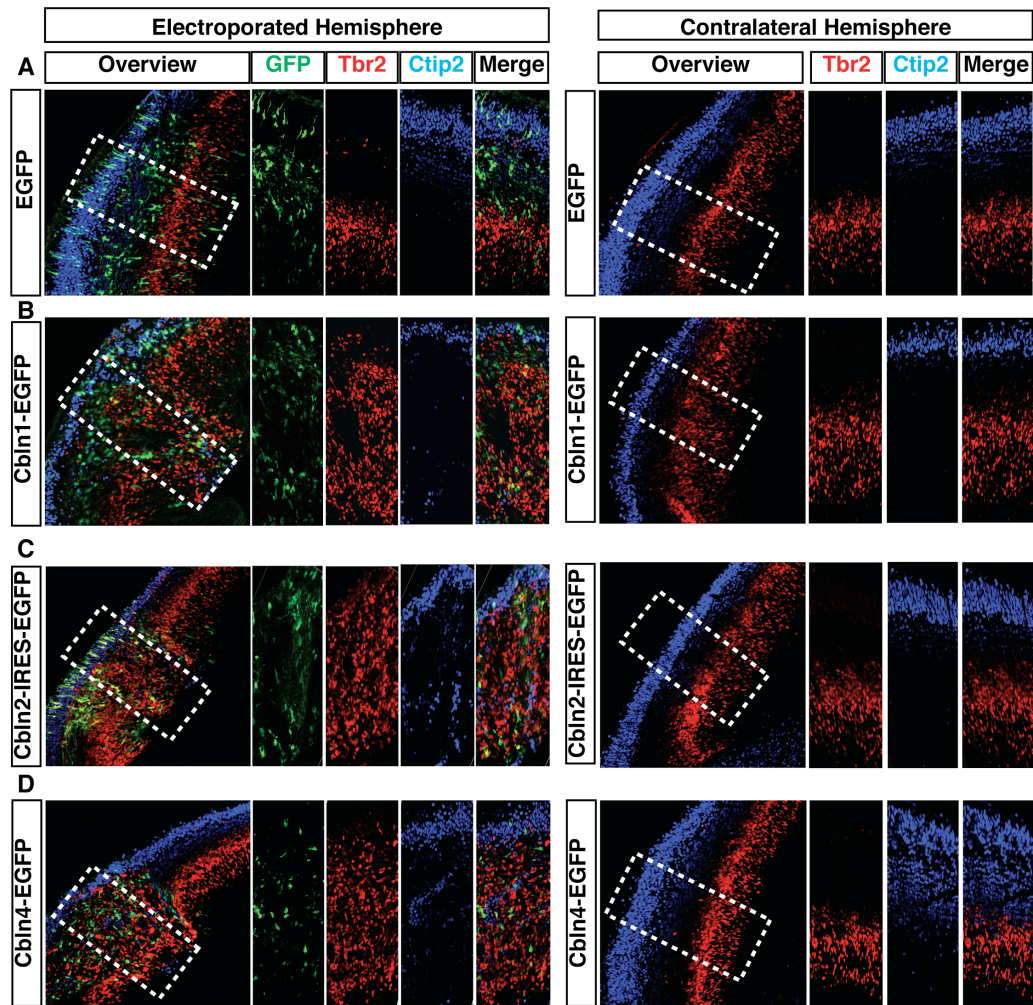 Electroporated Hemisphere
Contralateral Hemisphere
A
Overview GFP Tbr2 Ctip2 Merge
Overview Tbr2 Ctip2 Merge
EGFP
EGFP
B
Cbln1-EGFP
Cbln1-EGFP
C
Cbln2-IRES-EGFP
Cbln2-IRES-EGFP
D
Cbln4-EGFP
Cbln4-EGFP